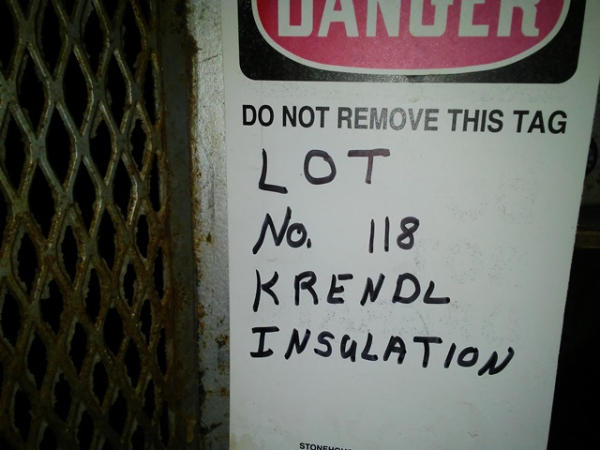 DANGER
DO NOT REMOVE THIS TAG
LOT
No. 118
KRENDL
INSULATION